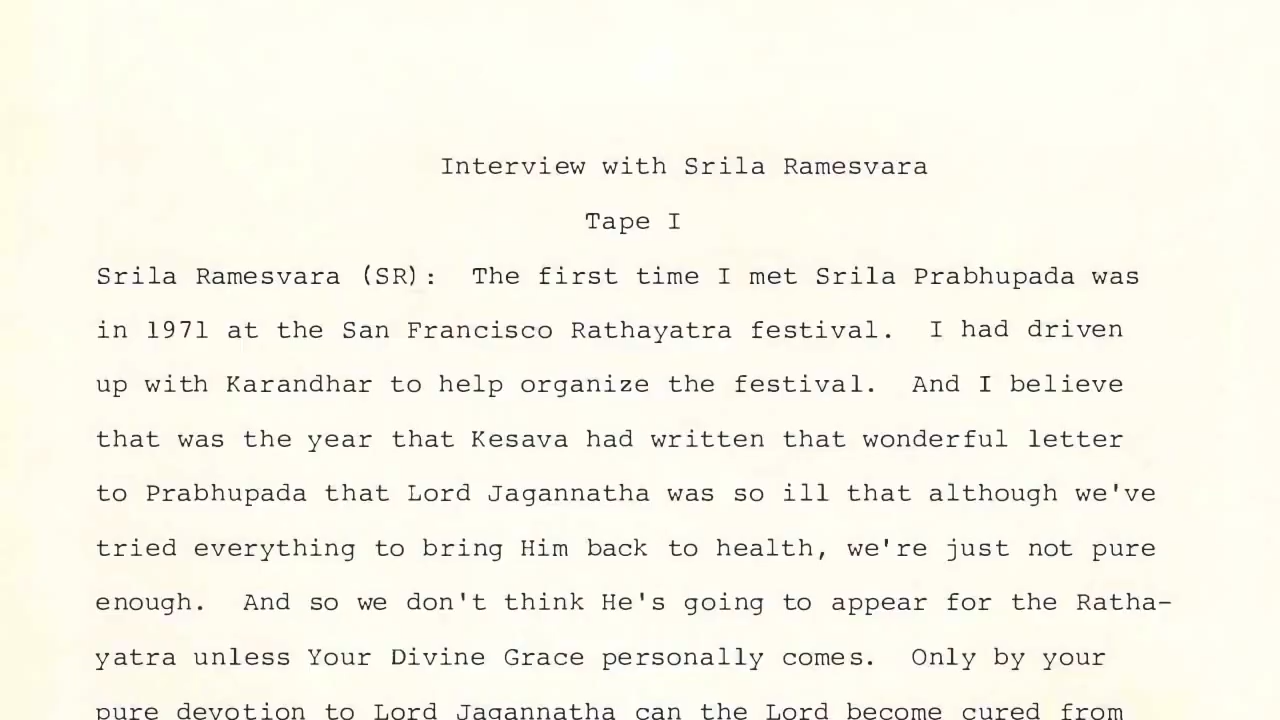 Interview with Srila Ramesvara
Tape I
Srila Ramesvara (SR):  The first time I met Srila Prabhupada was
in 1971 at the San Francisco Rathayatra festival.  I had driven
up with Karandhar to help organize the festival.  And I believe
that was the year that Kesava had written that wonderful letter
to Prabhupada that Lord Jagannatha was so ill that although we've
tried everything to bring Him back to health, we're just not pure
enough.  And so we don't think He's going to appear for the Ratha-
yatra unless Your Divine Grace personally comes.  Only by your
pure devotion to Lord Jagannatha can the Lord become cured from